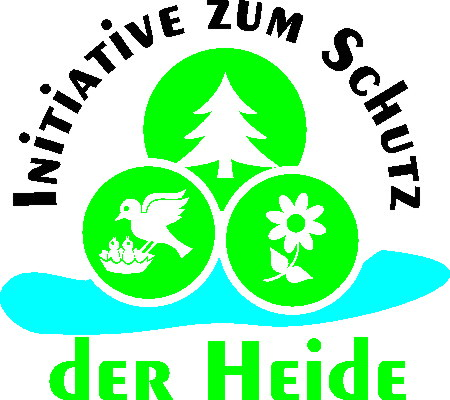 Initiative zum Schutz
der Heide